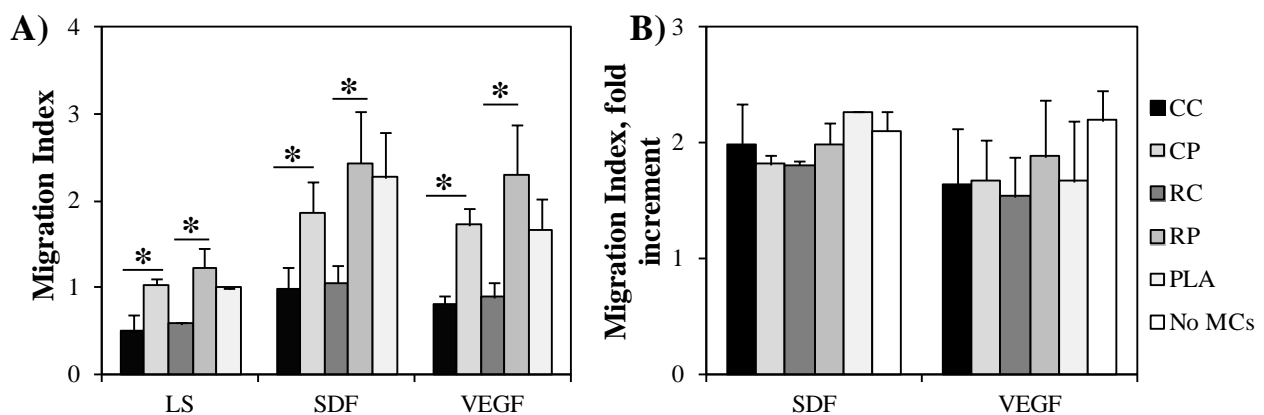 A)
Migration Index
4
3
2
1
0
*
*
*
*
*
*
LS
SDF
VEGF
B)
Migration Index, fold
increment
3
2
1
0
SDF
VEGF
CC
CP
RC
RP
PLA
No MCs